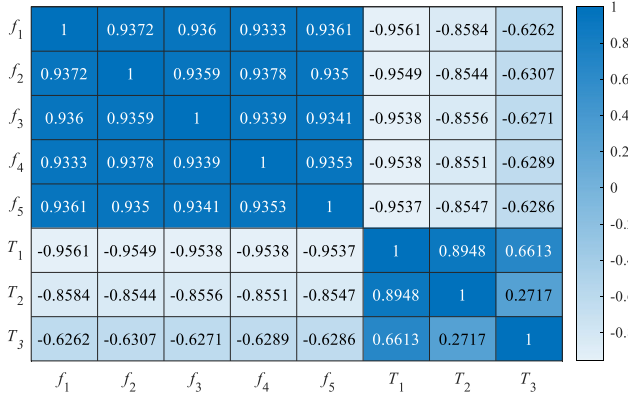 f1 1 0.9372 0.936 0.9333 0.9361 -0.9561 -0.8584 -0.6262
f2 0.9372 1 0.9359 0.9378 0.935 -0.9549 -0.8544 -0.6307
f3 0.936 0.9359 1 0.9339 0.9341 -0.9538 -0.8556 -0.6271
f4 0.9333 0.9378 0.9339 1 0.9353 -0.9538 -0.8551 -0.6289
f5 0.9361 0.935 0.9341 0.9353 1 -0.9537 -0.8547 -0.6286
T1 -0.9561 -0.9549 -0.9538 -0.9538 -0.9537 1 0.8948 0.6613
T2 -0.8584 -0.8544 -0.8556 -0.8551 -0.8547 0.8948 1 0.2717
T3 -0.6262 -0.6307 -0.6271 -0.6289 -0.6286 0.6613 0.2717 1
f1 f2 f3 f4 f5 T1 T2 T3
1
0.8
0.6
0.4
0.2
0
-0.2
-0.4
-0.6